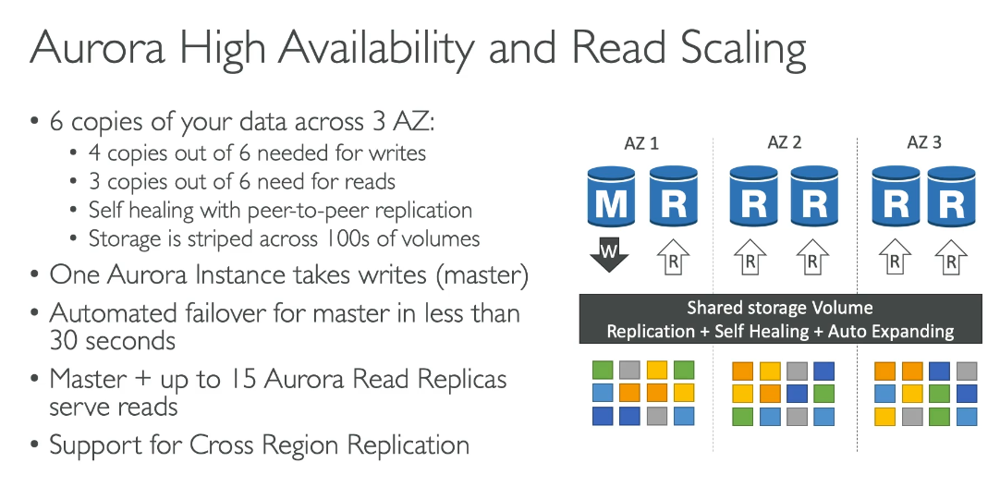 Aurora High Availability and Read Scaling
• 6 copies of your data across 3 AZ:
• 4 copies out of 6 needed for writes
• 3 copies out of 6 need for reads
• Self healing with peer-to-peer replication
• Storage is striped across 100s of volumes
• One Aurora Instance takes writes (master)
• Automated failover for master in less than
30 seconds
• Master + up to 15 Aurora Read Replicas
serve reads
• Support for Cross Region Replication
AZ 1 AZ 2 AZ 3
M R R R R R
W R R R R R
Shared storage Volume
Replication + Self Healing + Auto Expanding